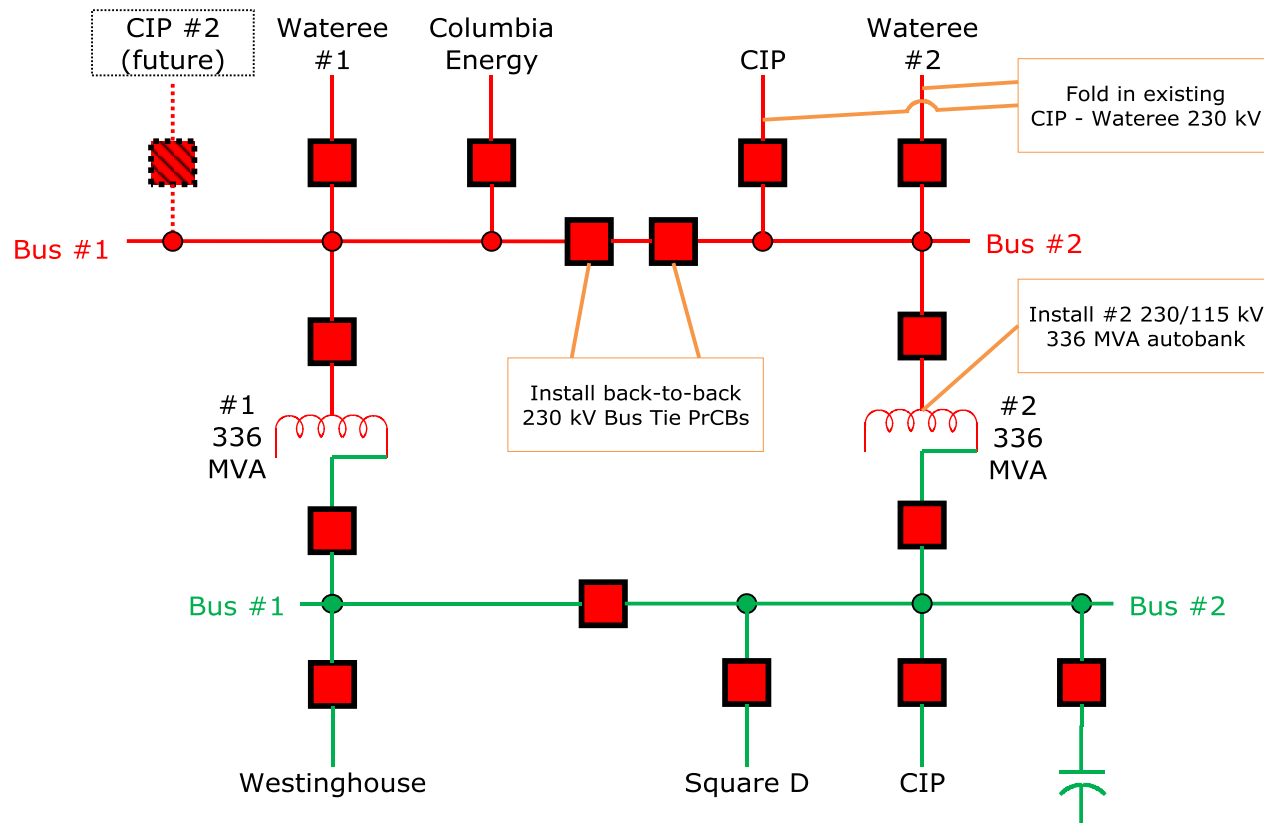 CIP #2
(future)
Wateree
#1
Columbia
Energy
CIP
Wateree
#2
Fold in existing
CIP - Wateree 230 kV
Bus #1
Bus #2
Install #2 230/115 kV
336 MVA autobank
Install back-to-back
230 kV Bus Tie PrCBs
#1
336
MVA
#2
336
MVA
Bus #1
Bus #2
Westinghouse
Square D
CIP